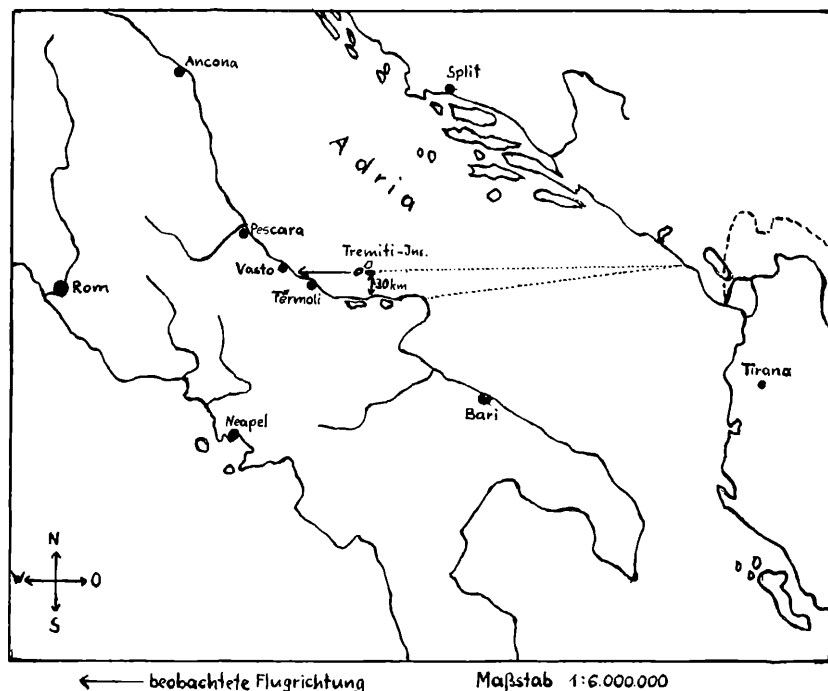 Ancona
Split
Adria
Pescara
Tremiti-Ins.
Vasto
30km
Termoli
Rom
Tirana
Bari
Neapel
N
W O
S
beobachtete Flugrichtung Maßstab 1:6.000.000